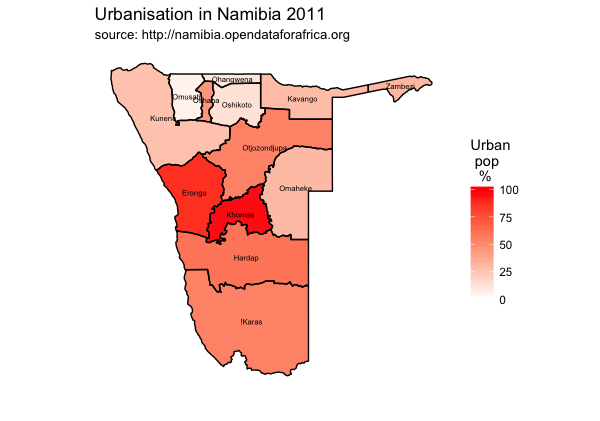 Urbanisation in Namibia 2011
source: http://namibia.opendataforafrica.org
Ohangwena
Zambezi
Omusati
Oshana
Oshikoto
Kavango
Kunene
Otjozondjupa
Omaheke
Erongo
Khomas
Hardap
!Karas
Urban
pop
%
100
75
50
25
0